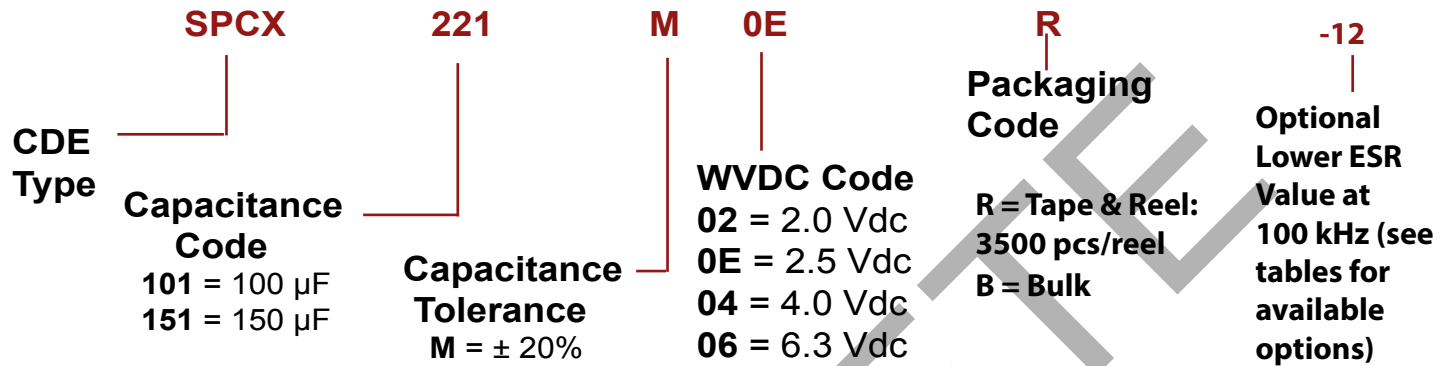 SPCX 221 M 0E R -12
CDE
Type
Capacitance
Code
101 = 100 µF
151 = 150 µF
Capacitance
Tolerance
M = ± 20%
WVDC Code
02 = 2.0 Vdc
0E = 2.5 Vdc
04 = 4.0 Vdc
06 = 6.3 Vdc
Packaging
Code
R = Tape & Reel:
3500 pcs/reel
B = Bulk
Optional
Lower ESR
Value at
100 kHz (see
tables for
available
options)